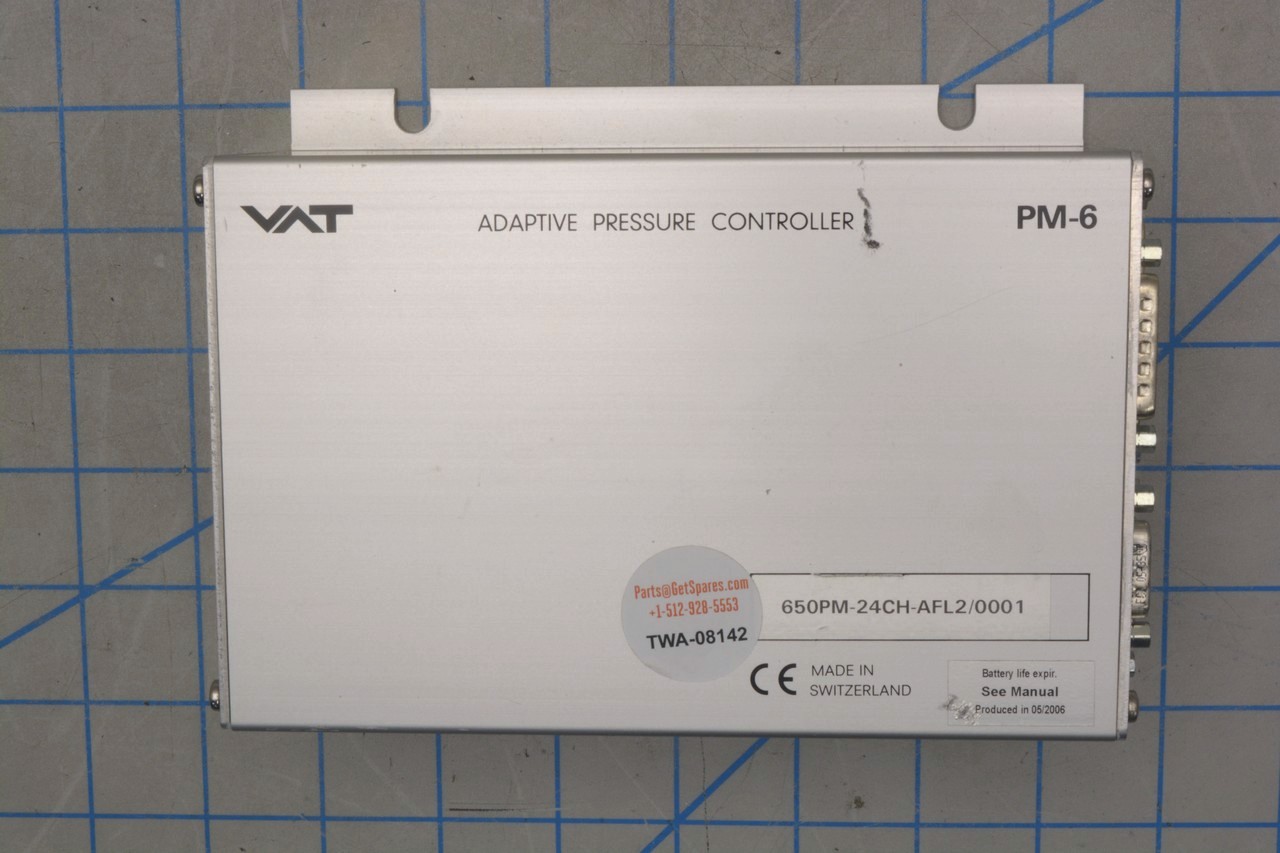 VAT
ADAPTIVE PRESSURE CONTROLLER
PM-6
Parts@GetSpares.com
+1-512-928-5553
TWA-08142
650PM-24CH-AFL2/0001
CE
MADE IN
SWITZERLAND
Battery life expir.
See Manual
Produced in 05/2006